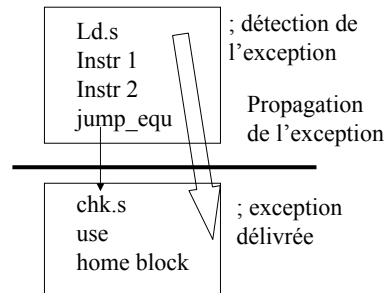 Ld.s
Instr 1
Instr 2
jump_equ
; détection de
l’exception
Propagation
de l’exception
chk.s
use
home block
; exception
délivrée